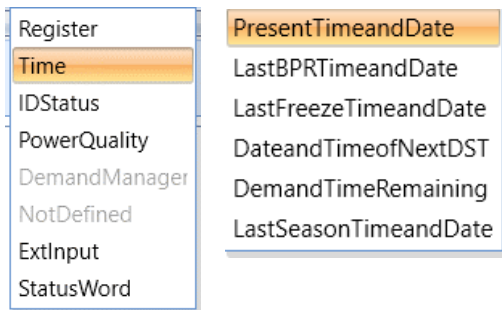 Register
Time
IDStatus
PowerQuality
DemandManager
NotDefined
ExtInput
StatusWord
PresentTimeandDate
LastBPRTimeandDate
LastFreezeTimeandDate
DateandTimeofNextDST
DemandTimeRemaining
LastSeasonTimeandDate